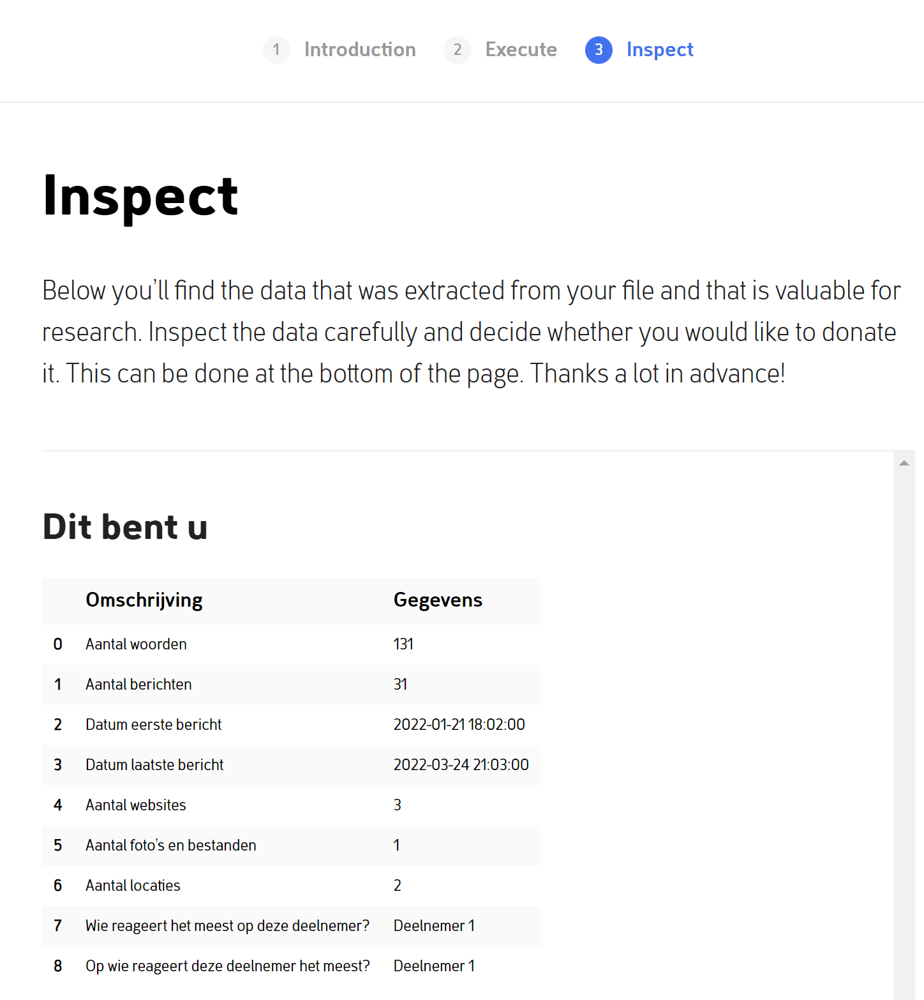 1 Introduction 2 Execute 3 Inspect
Inspect
Below you'll find the data that was extracted from your file and that is valuable for
research. Inspect the data carefully and decide whether you would like to donate
it. This can be done at the bottom of the page. Thanks a lot in advance!
Dit bent u
Omschrijving Gegevens
0 Aantal woorden 131
1 Aantal berichten 31
2 Datum eerste bericht 2022-01-21 18:02:00
3 Datum laatste bericht 2022-03-24 21:03:00
4 Aantal websites 3
5 Aantal foto's en bestanden 1
6 Aantal locaties 2
7 Wie reageert het meest op deze deelnemer? Deelnemer 1
8 Op wie reageert deze deelnemer het meest? Deelnemer 1